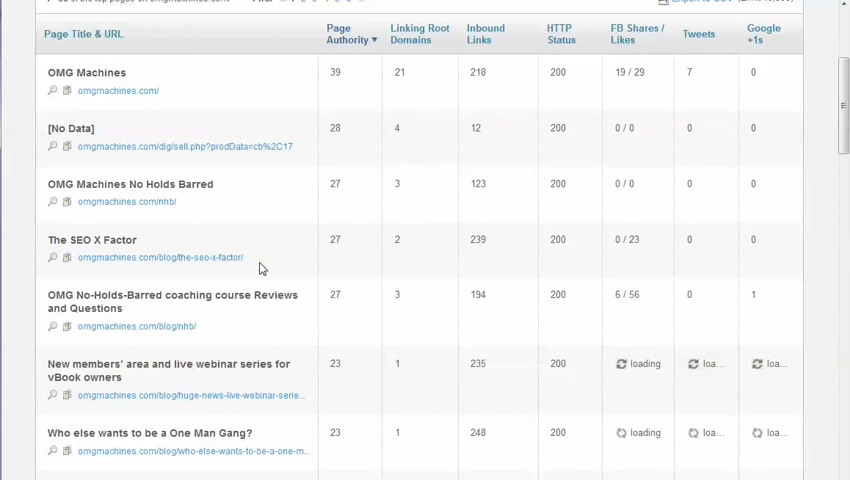 Page Title & URL
Page Authority
Linking Root Domains
Inbound Links
HTTP Status
FB Shares / Likes
Tweets
Google +1s
OMG Machines
39 21 218 200 19 / 29 7 0
omgmachines.com/
[No Data]
28 4 12 200 0 / 0 0 0
omgmachines.com/dlg/sell.php?prodData=cb%2C17
OMG Machines No Holds Barred
27 3 123 200 0 / 0 0 0
omgmachines.com/nhb/
The SEO X Factor
27 2 239 200 0 / 23 0 0
omgmachines.com/blog/the-seo-x-factor/
OMG No-Holds-Barred coaching course Reviews
27 3 194 200 6 / 56 0 1
and Questions
omgmachines.com/blog/nhb/
New members' area and live webinar series for
23 1 235 200 loading loa... loa...
vBook owners
omgmachines.com/blog/huge-news-live-webinar-serie...
Who else wants to be a One Man Gang?
23 1 248 200 loading loa... loa...
omgmachines.com/blog/who-else-wants-to-be-a-one-m...